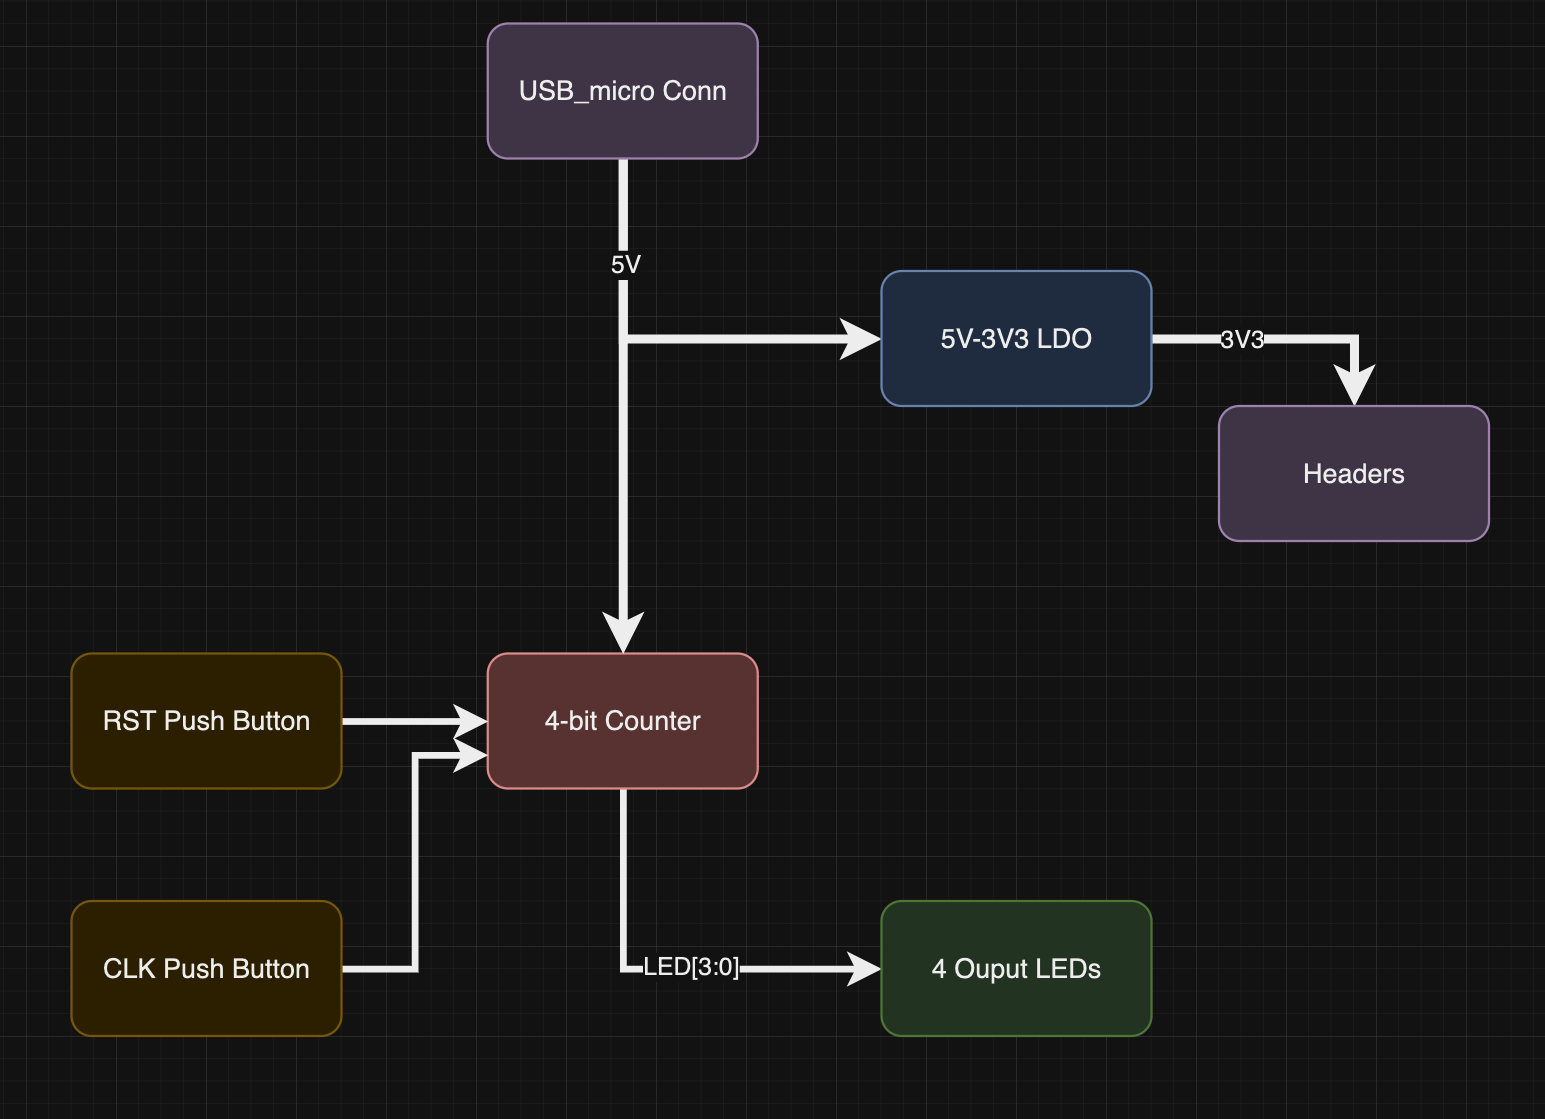 USB_micro Conn
5V
5V-3V3 LDO
3V3
Headers
RST Push Button
4-bit Counter
CLK Push Button
LED[3:0]
4 Ouput LEDs